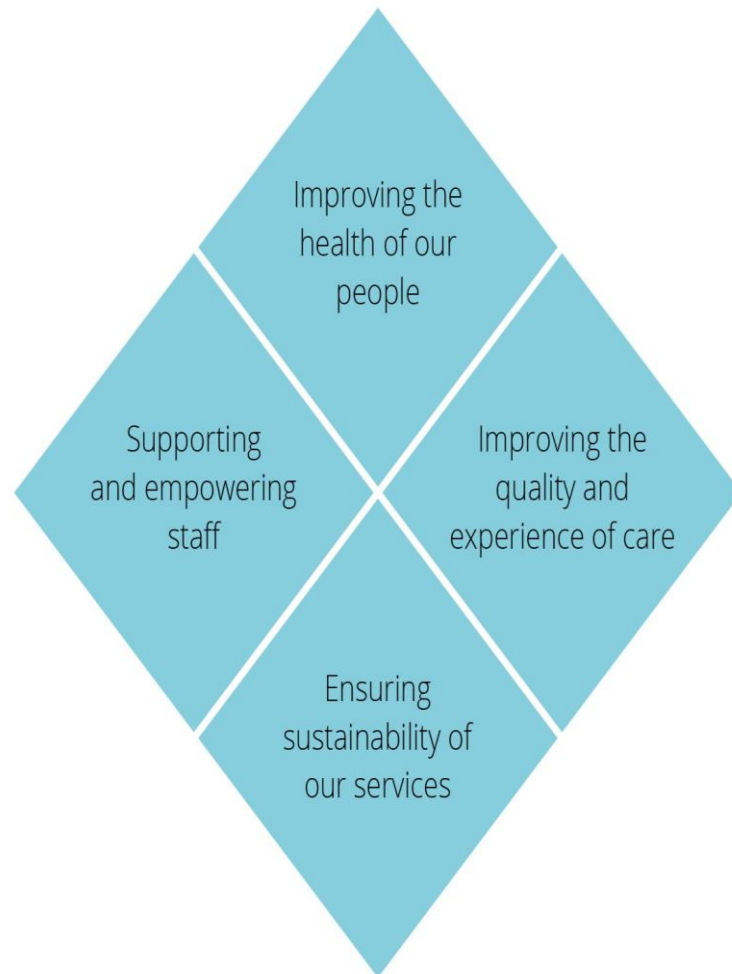 Improving the
health of our
people
Supporting
and empowering
staff
Improving the
quality and
experience of care
Ensuring
sustainability of
our services